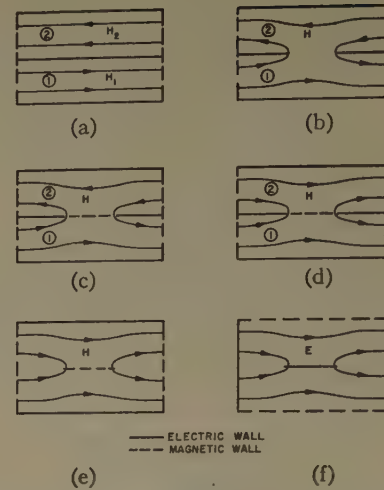 ② H₂
① H₁
(a)
② H
①
(b)
② H
①
(c)
② H
①
(d)
H
E
ELECTRIC WALL
MAGNETIC WALL
(e)
(f)